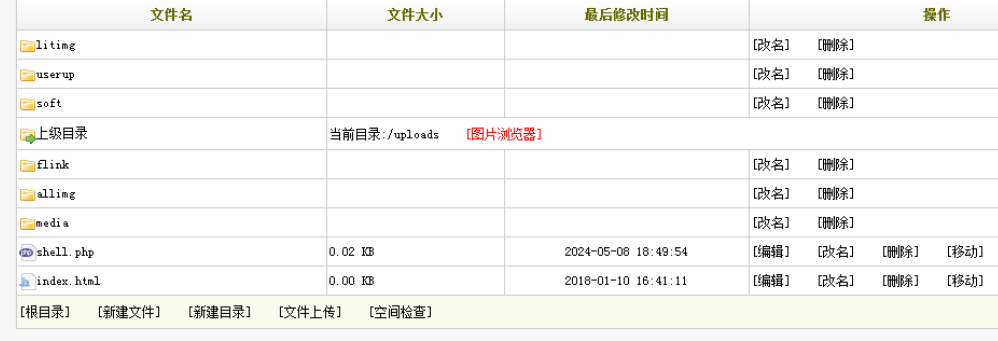 文件名 文件大小 最后修改时间 操作
litimg [改名] [删除]
userup [改名] [删除]
soft [改名] [删除]
上级目录 当前目录:/uploads [图片浏览器]
flink [改名] [删除]
allimg [改名] [删除]
media [改名] [删除]
shell.php 0.02 KB 2024-05-08 18:49:54 [编辑] [改名] [删除] [移动]
index.html 0.00 KB 2018-01-10 16:41:11 [编辑] [改名] [删除] [移动]
[根目录] [新建文件] [新建目录] [文件上传] [空间检查]